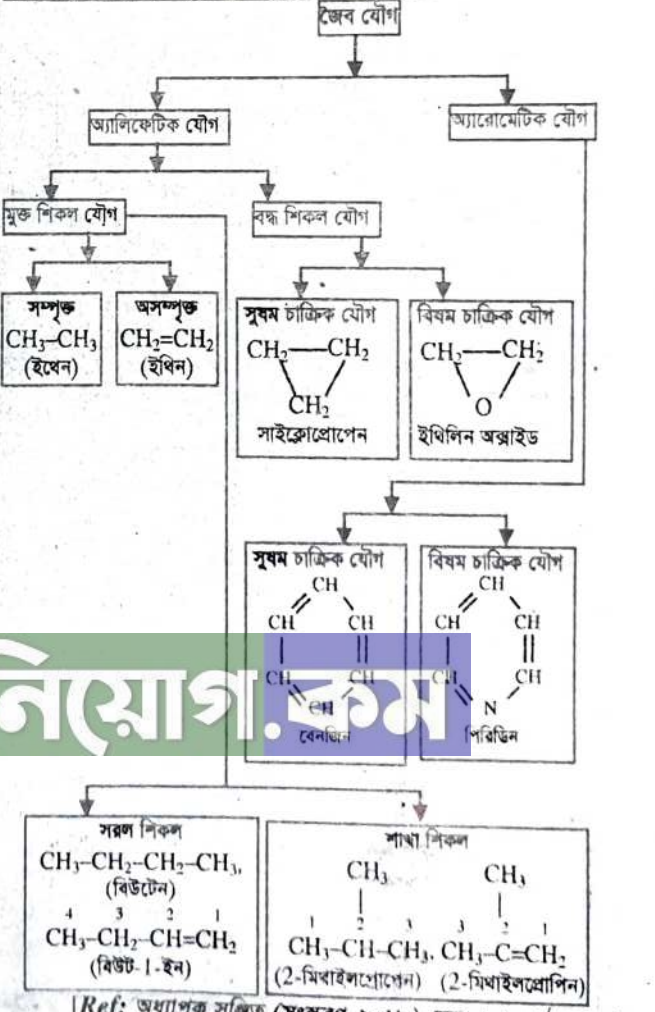 জৈব যৌগ
অ্যালিফেটিক যৌগ
অ্যারোমেটিক যৌগ
মুক্ত শিকল যৌগ
বদ্ধ শিকল যৌগ
সম্পৃক্ত
CH₃–CH₃
(ইথেন)
অসম্পৃক্ত
CH₂=CH₂
(ইথিন)
সুষম চাক্রিক যৌগ
CH₂—CH₂
CH₂
সাইক্লোপ্রোপেন
বিষম চাক্রিক যৌগ
CH₂—CH₂
O
ইথিলিন অক্সাইড
সুষম চাক্রিক যৌগ
CH
CH CH
CH CH
CH
বেনজিন
বিষম চাক্রিক যৌগ
CH
CH CH
CH CH
N
পিরিডিন
নিয়োগ.কম
সরল শিকল
CH₃–CH₂–CH₂–CH₃,
(বিউটেন)
4 3 2 1
CH₃–CH₂–CH=CH₂
(বিউট-1-ইন)
শাখা শিকল
CH₃ CH₃
1 2 3 3 2 1
CH₃–CH–CH₃, CH₃–C=CH₂
(2-মিথাইলপ্রোপেন) (2-মিথাইলপ্রোপিন)
[Ref: অধ্যাপক